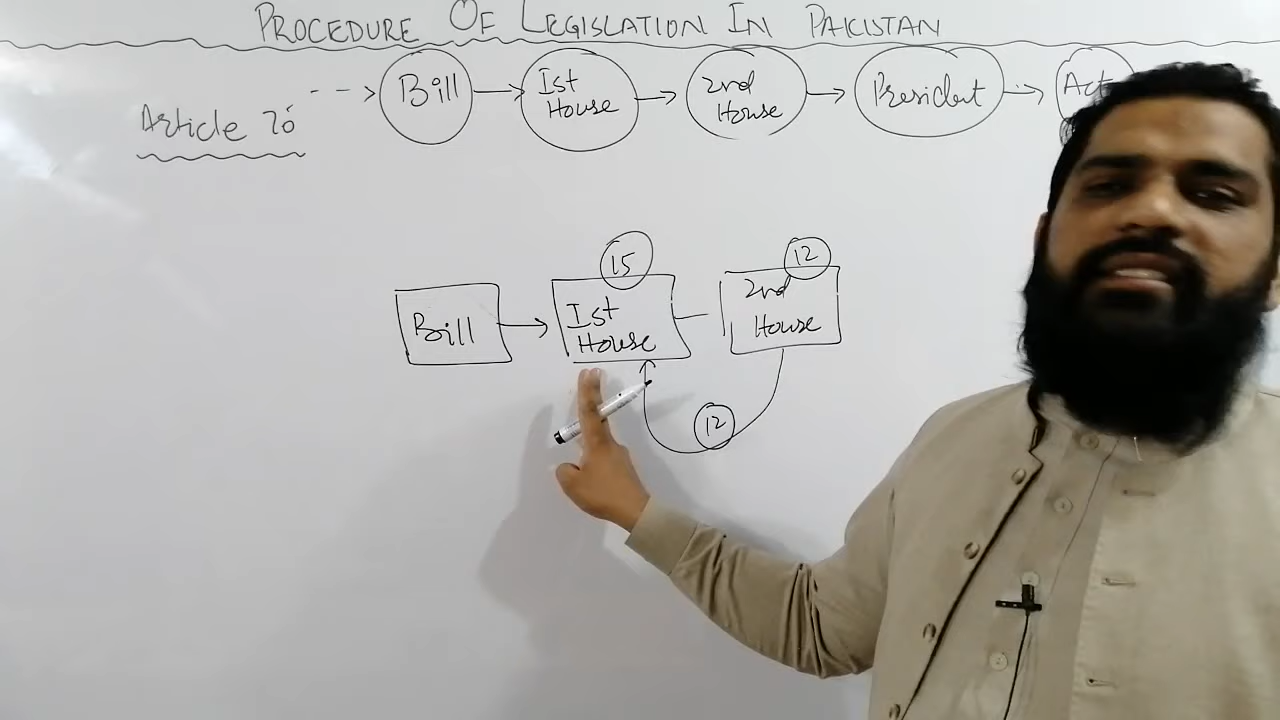 PROCEDURE OF LEGISLATION IN PAKISTAN
Article 70
Bill
Ist
House
2nd
House
President
Act
15
12
Bill
Ist
House
2nd
House
12